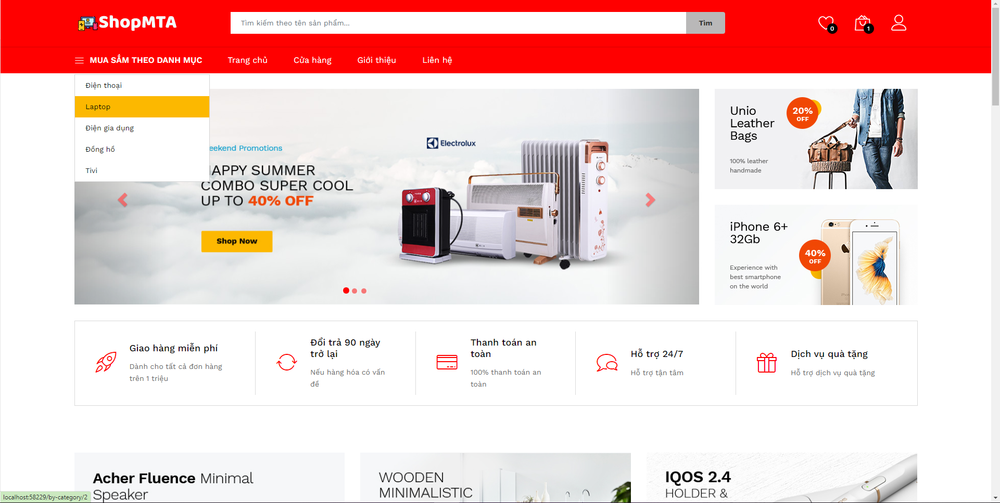 ShopMTA
Tìm kiếm theo tên sản phẩm...
Tìm
0
1
MUA SẮM THEO DANH MỤC
Trang chủ
Cửa hàng
Giới thiệu
Liên hệ
Điện thoại
Laptop
Điện gia dụng
Đồng hồ
Tivi
eekend Promotions
HAPPY SUMMER
COMBO SUPER COOL
UP TO 40% OFF
Shop Now
Electrolux
Unio
Leather
Bags
20%
OFF
100% leather
handmade
iPhone 6+
32Gb
40%
OFF
Experience with
best smartphone
on the world
Giao hàng miễn phí
Dành cho tất cả đơn hàng
trên 1 triệu
Đổi trả 90 ngày
trở lại
Nếu hàng hóa có vấn
đề
Thanh toán an
toàn
100% thanh toán an
toàn
Hỗ trợ 24/7
Hỗ trợ tận tâm
Dịch vụ quà tặng
Hỗ trợ dịch vụ quà tặng
Acher Fluence Minimal
Speaker
WOODEN
MINIMALISTIC
IQOS 2.4
HOLDER &
localhost:58229/by-category/2